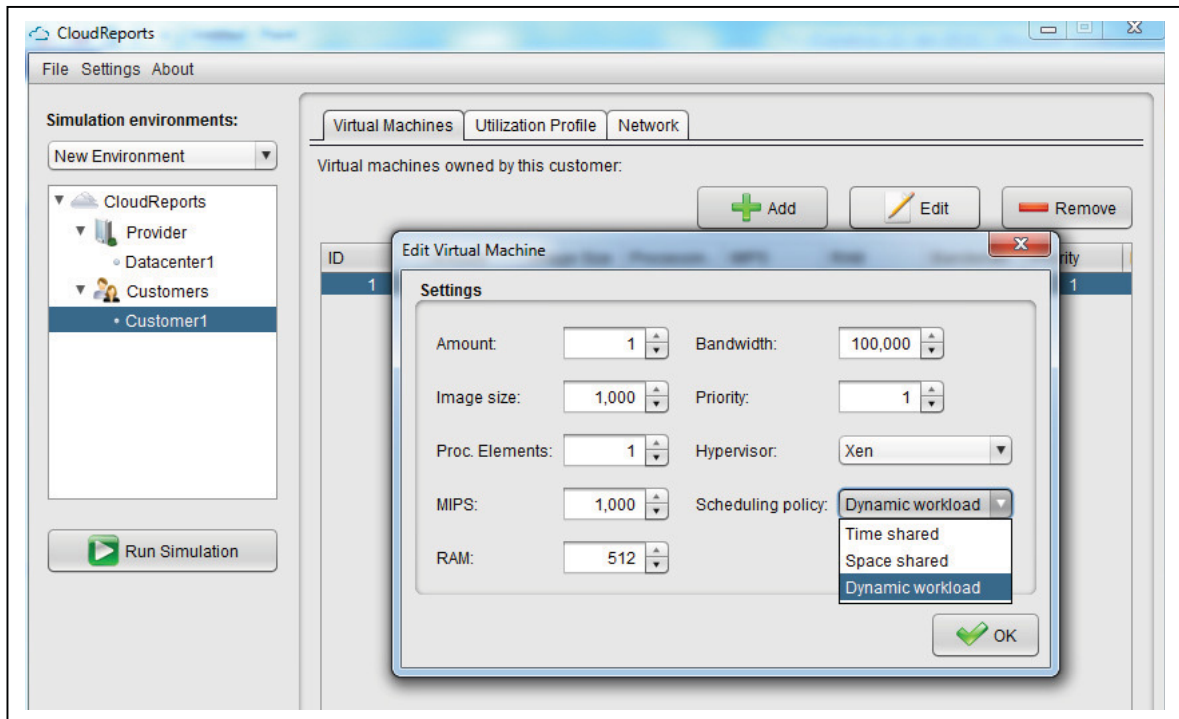 CloudReports
File Settings About
Simulation environments:
New Environment
CloudReports
Provider
Datacenter1
Customers
Customer1
Run Simulation
Virtual Machines Utilization Profile Network
Virtual machines owned by this customer:
Add Edit Remove
ID rity
1 1
Edit Virtual Machine
Settings
Amount: 1 Bandwidth: 100,000
Image size: 1,000 Priority: 1
Proc. Elements: 1 Hypervisor: Xen
MIPS: 1,000 Scheduling policy: Dynamic workload
RAM: 512
Time shared
Space shared
Dynamic workload
OK